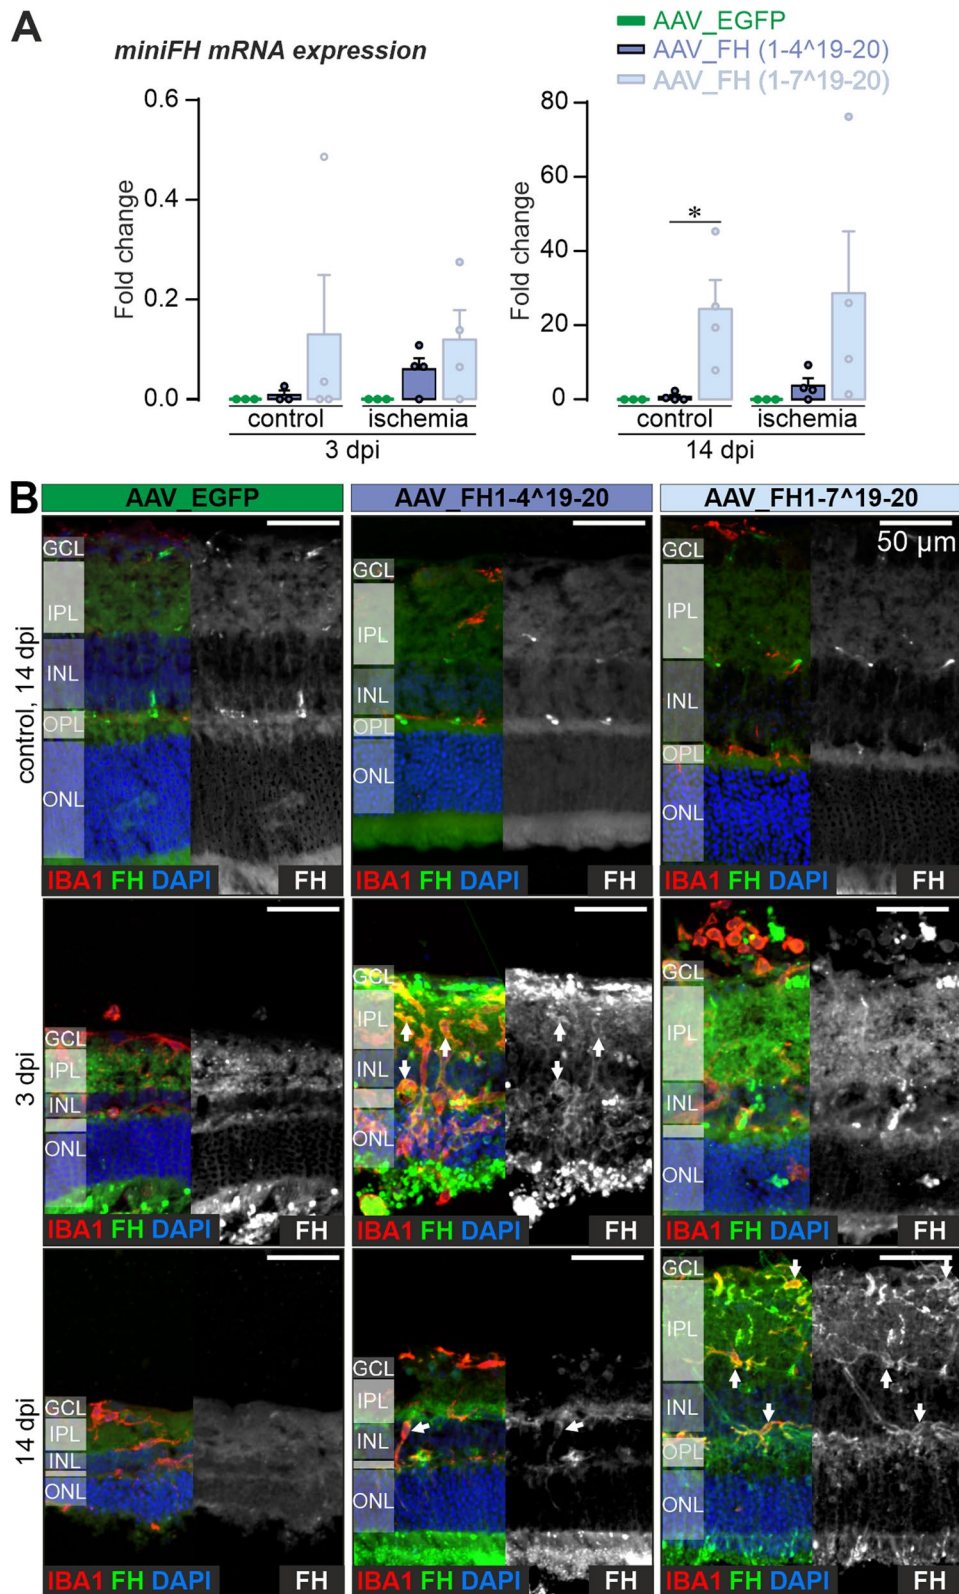 A
miniFH mRNA expression
AAV_EGFP
AAV_FH (1-4^19-20)
AAV_FH (1-7^19-20)
Fold change
0.6
0.4
0.2
0.0
control
ischemia
3 dpi
Fold change
80
60
40
20
0
*
control
ischemia
14 dpi
B
AAV_EGFP
AAV_FH1-4^19-20
AAV_FH1-7^19-20
control, 14 dpi
GCL
IPL
INL
OPL
ONL
IBA1 FH DAPI
FH
GCL
IPL
INL
OPL
ONL
IBA1 FH DAPI
FH
50 µm
GCL
IPL
INL
OPL
ONL
IBA1 FH DAPI
FH
3 dpi
GCL
IPL
INL
ONL
IBA1 FH DAPI
FH
GCL
IPL
INL
ONL
IBA1 FH DAPI
FH
GCL
IPL
INL
ONL
IBA1 FH DAPI
FH
14 dpi
GCL
IPL
INL
ONL
IBA1 FH DAPI
FH
GCL
IPL
INL
ONL
IBA1 FH DAPI
FH
GCL
IPL
INL
OPL
ONL
IBA1 FH DAPI
FH